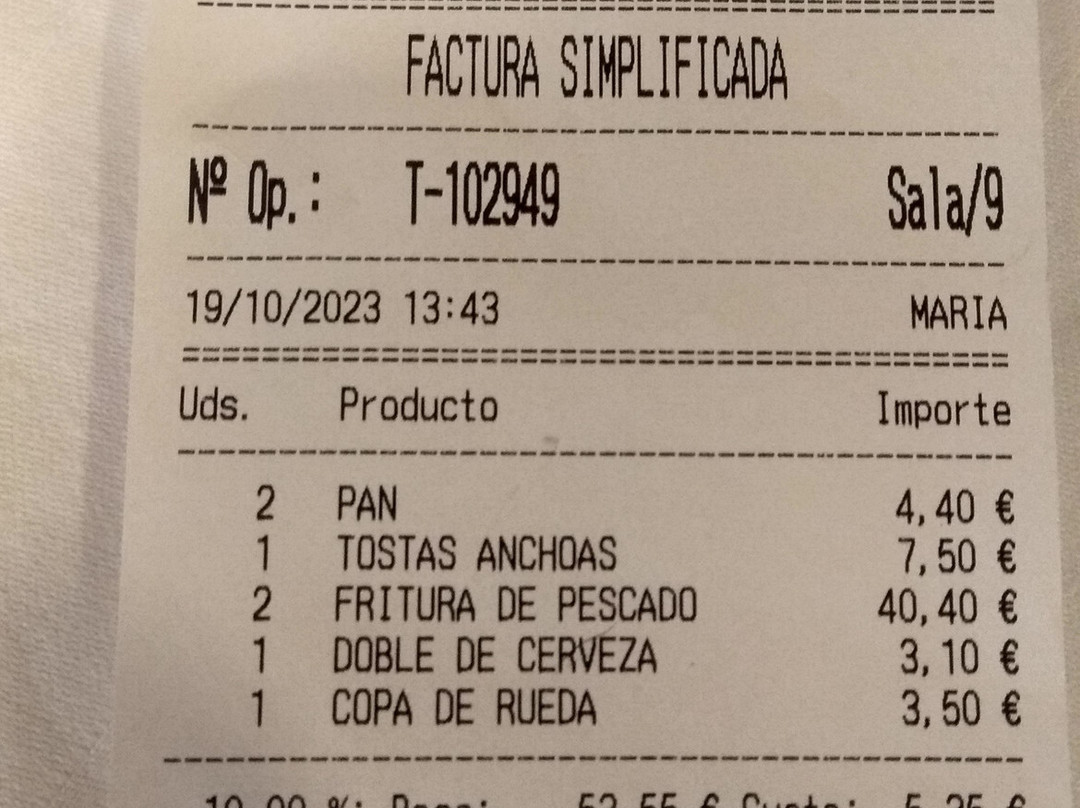 FACTURA SIMPLIFICADA
Nº Op.: T-102949 Sala/9
19/10/2023 13:43 MARIA
Uds. Producto Importe
2 PAN 4,40 €
1 TOSTAS ANCHOAS 7,50 €
2 FRITURA DE PESCADO 40,40 €
1 DOBLE DE CERVEZA 3,10 €
1 COPA DE RUEDA 3,50 €